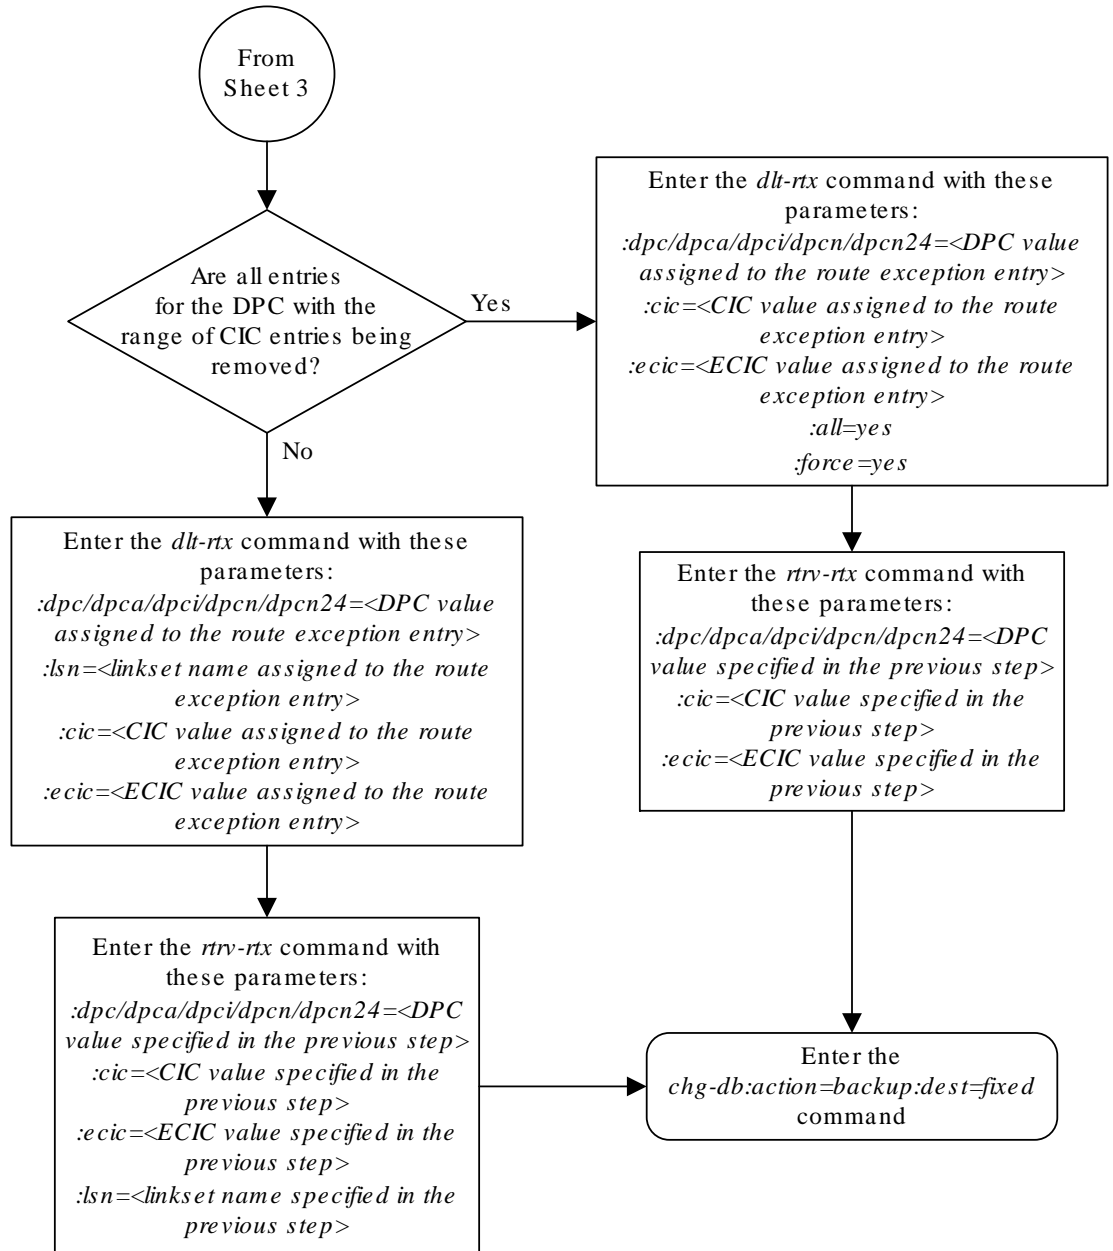 From
Sheet 3
Are all entries
for the DPC with the
range of CIC entries being
removed?
Yes
No
Enter the dlt-rtx command with these
parameters:
:dpc/dpca/dpci/dpcn/dpcn24=<DPC value
assigned to the route exception entry>
:cic=<CIC value assigned to the route
exception entry>
:ecic=<ECIC value assigned to the route
exception entry>
:all=yes
:force=yes
Enter the dlt-rtx command with these
parameters:
:dpc/dpca/dpci/dpcn/dpcn24=<DPC value
assigned to the route exception entry>
:lsn=<linkset name assigned to the route
exception entry>
:cic=<CIC value assigned to the route
exception entry>
:ecic=<ECIC value assigned to the route
exception entry>
Enter the rtrv-rtx command with
these parameters:
:dpc/dpca/dpci/dpcn/dpcn24=<DPC
value specified in the previous step>
:cic=<CIC value specified in the
previous step>
:ecic=<ECIC value specified in the
previous step>
Enter the rtrv-rtx command with
these parameters:
:dpc/dpca/dpci/dpcn/dpcn24=<DPC
value specified in the previous step>
:cic=<CIC value specified in the
previous step>
:ecic=<ECIC value specified in the
previous step>
:lsn=<linkset name specified in the
previous step>
Enter the
chg-db:action=backup:dest=fixed
command